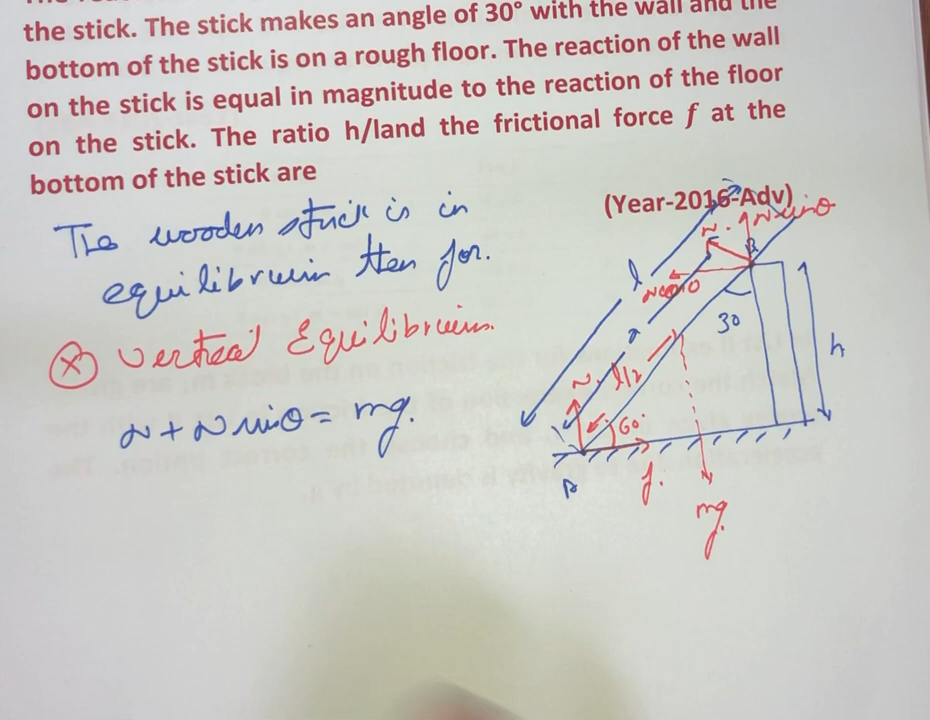 the stick. The stick makes an angle of 30° with the wall and the
bottom of the stick is on a rough floor. The reaction of the wall
on the stick is equal in magnitude to the reaction of the floor
on the stick. The ratio h/land the frictional force f at the
bottom of the stick are
(Year-2016-Adv)
The wooden stick is in
equilibrium then for.
vertical Equilibrium.
N + N sinθ = mg.
l
N.
N sinθ
B
N cosθ
30
h
N.
l/2
60°
A
f.
mg.